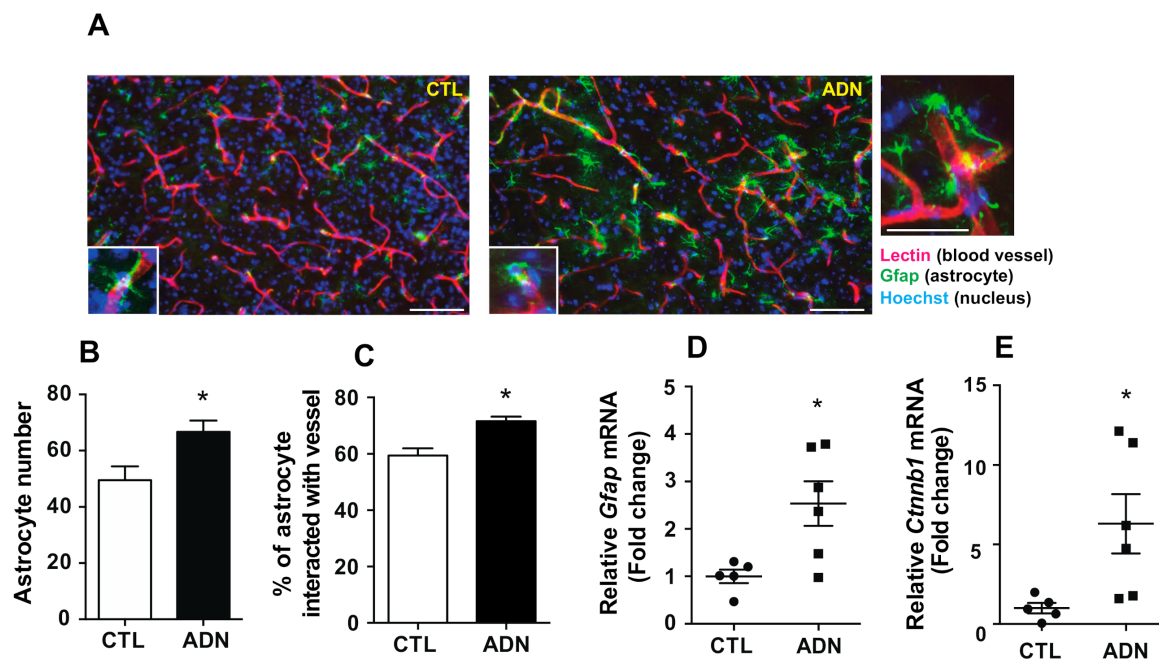 A
CTL
ADN
Lectin (blood vessel)
Gfap (astrocyte)
Hoechst (nucleus)
B
Astrocyte number
80
60
40
20
0
*
CTL
ADN
C
% of astrocyte
interacted with vessel
80
60
40
20
0
*
CTL
ADN
D
Relative Gfap mRNA
(Fold change)
5
4
3
2
1
0
*
CTL
ADN
E
Relative Ctnnb1 mRNA
(Fold change)
15
10
5
0
*
CTL
ADN